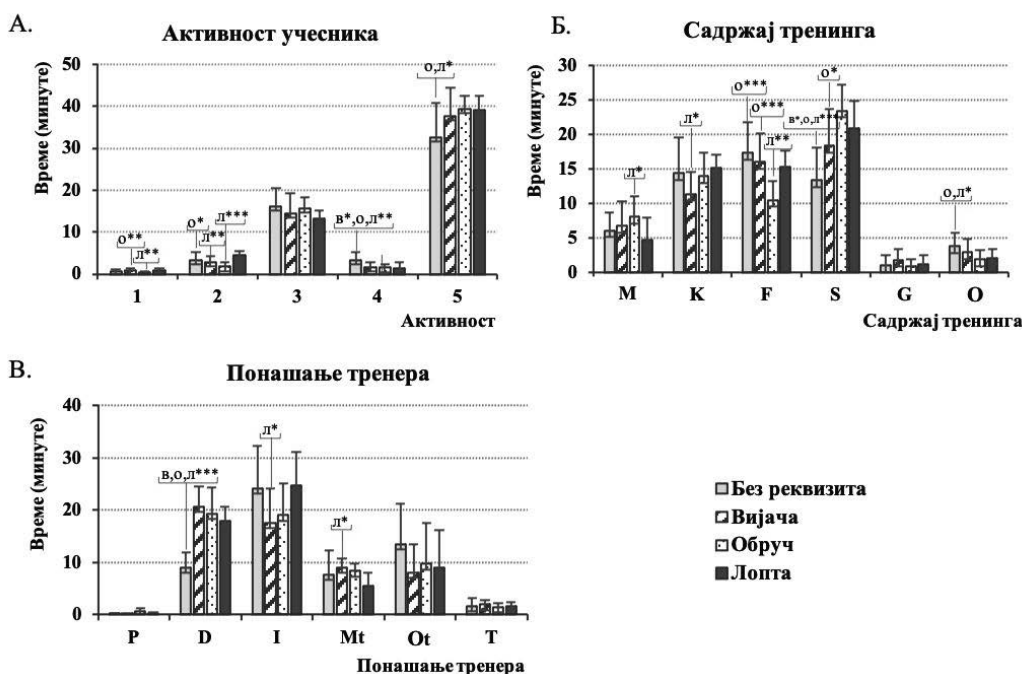 А.
Активност учесника
Време (минуте)
50
40
30
20
10
0
о**
л**
о*
л**
л***
в*,о,л**
о,л*
1 2 3 4 5
Активност
Б.
Садржај тренинга
Време (минуте)
30
25
20
15
10
5
0
л*
л*
о***
о***
л**
в*,о,л***
о*
о,л*
M K F S G O
Садржај тренинга
В.
Понашање тренера
Време (минуте)
40
30
20
10
0
в,о,л***
л*
л*
P D I Mt Ot T
Понашање тренера
Без реквизита
Вијача
Обруч
Лопта